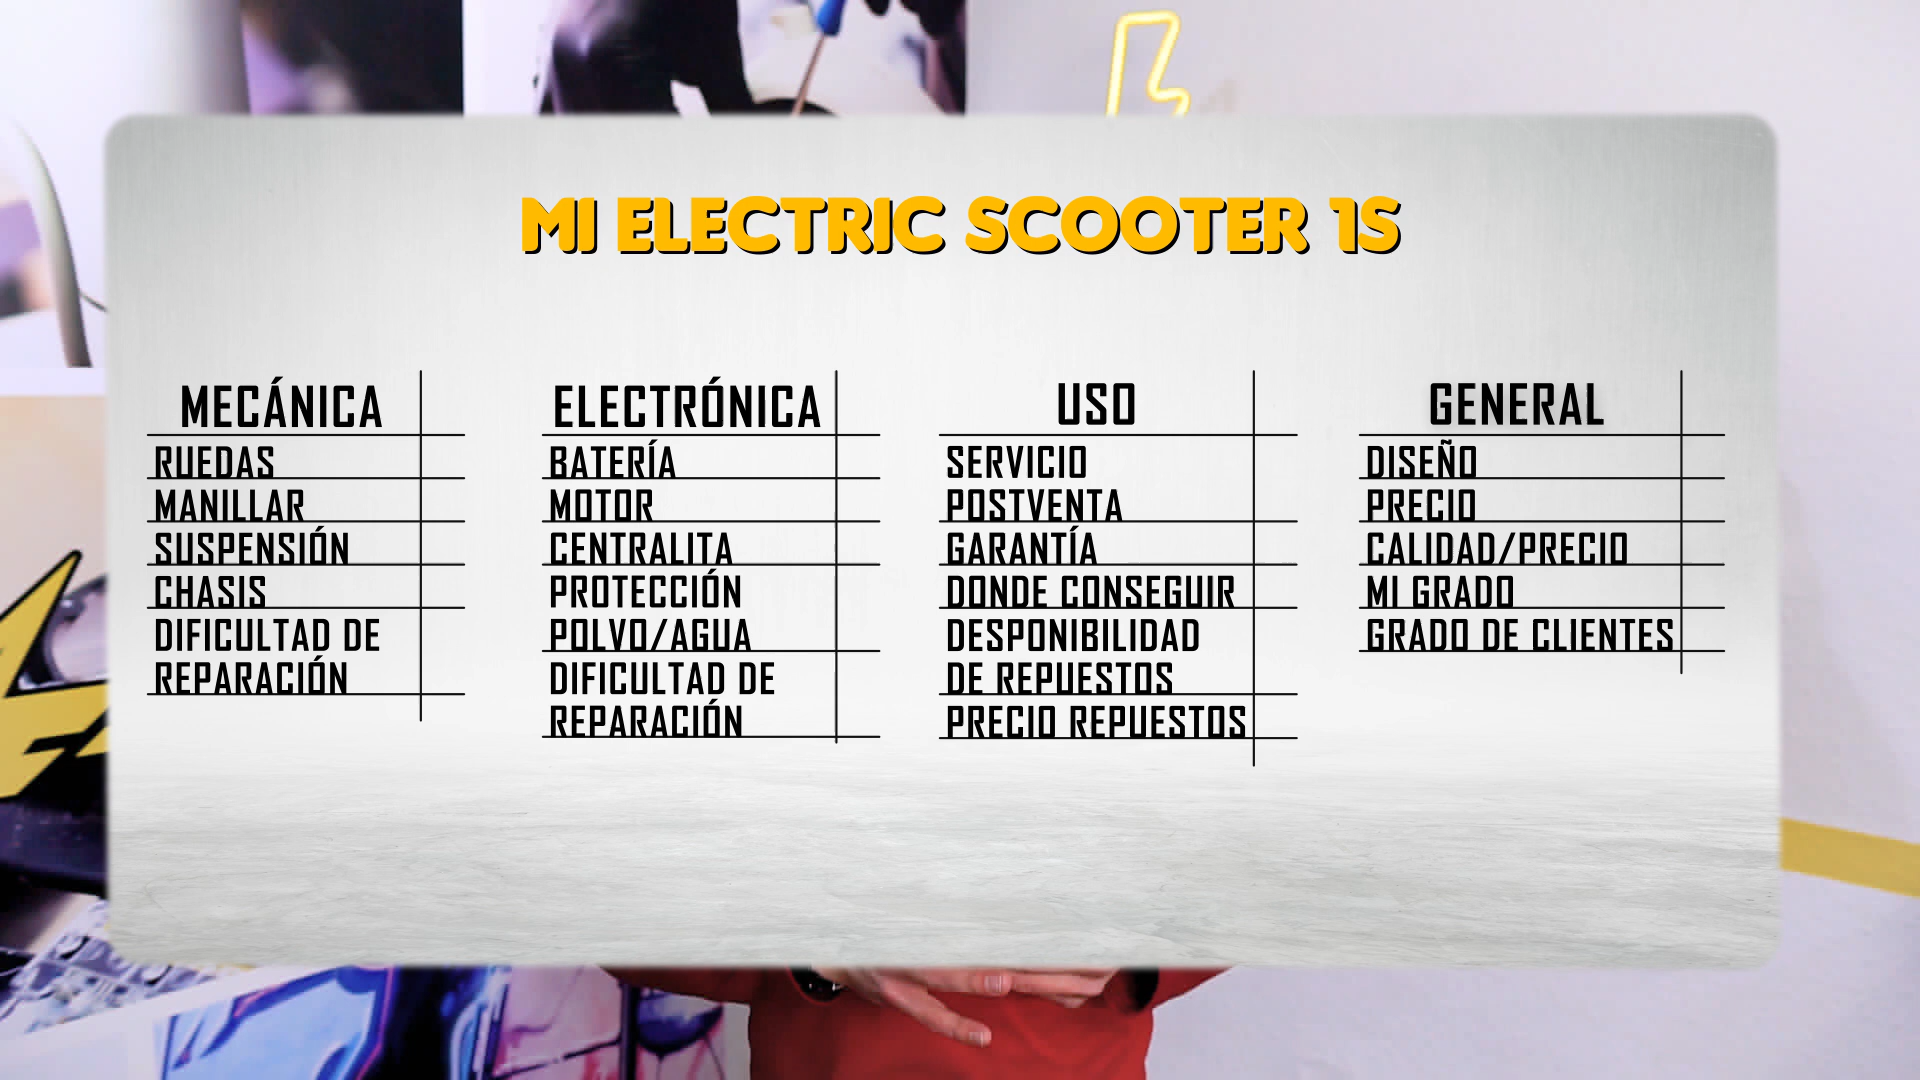 MI ELECTRIC SCOOTER 1S
MECÁNICA
RUEDAS
MANILLAR
SUSPENSIÓN
CHASIS
DIFICULTAD DE
REPARACIÓN
ELECTRÓNICA
BATERÍA
MOTOR
CENTRALITA
PROTECCIÓN
POLVO/AGUA
DIFICULTAD DE
REPARACIÓN
USO
SERVICIO
POSTVENTA
GARANTÍA
DONDE CONSEGUIR
DESPONIBILIDAD
DE REPUESTOS
PRECIO REPUESTOS
GENERAL
DISEÑO
PRECIO
CALIDAD/PRECIO
MI GRADO
GRADO DE CLIENTES